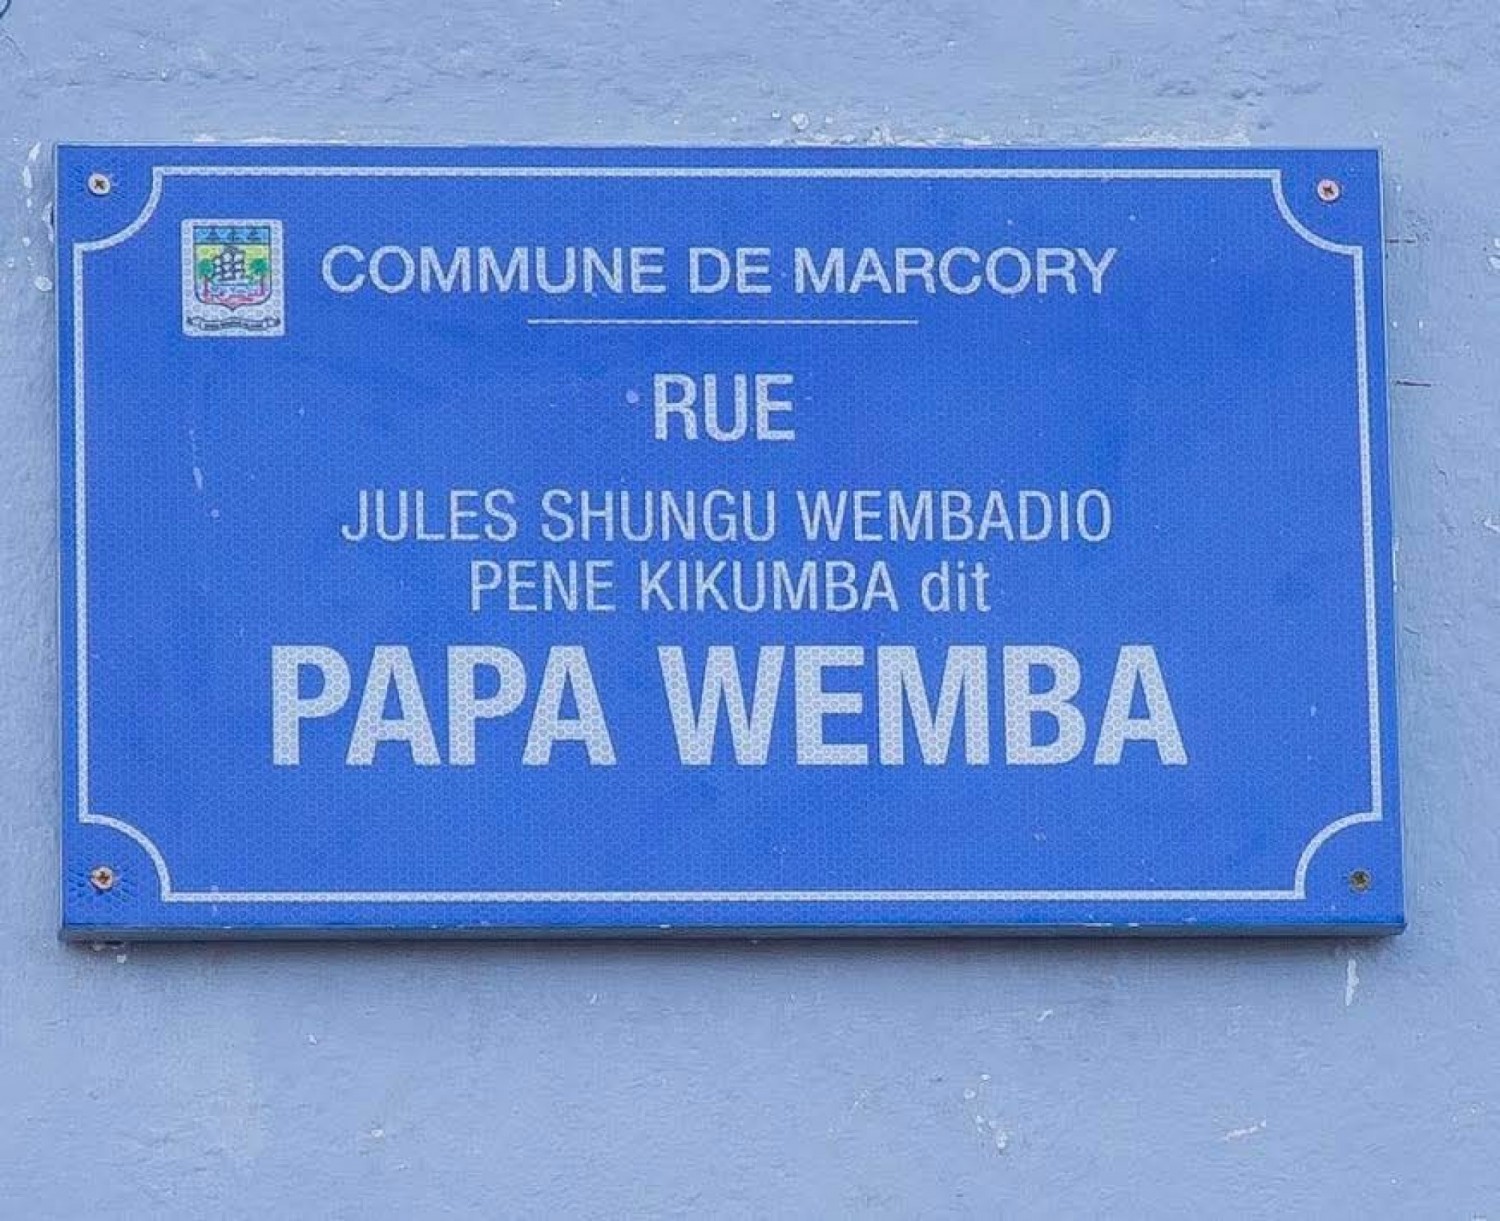 COMMUNE DE MARCORY
RUE
JULES SHUNGU WEMBADIO
PENE KIKUMBA dit
PAPA WEMBA